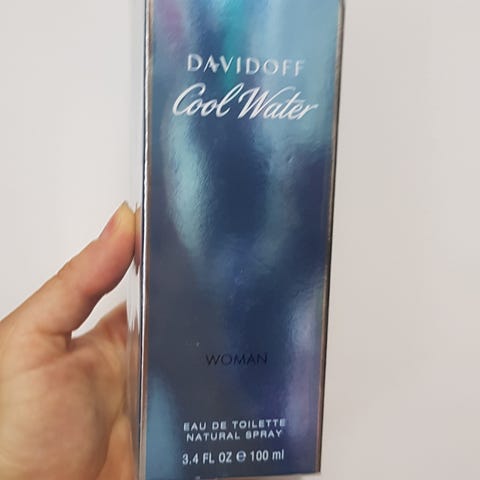 DAVIDOFF
Cool Water
WOMAN
EAU DE TOILETTE
NATURAL SPRAY
3.4 FL OZ ℮ 100 ml